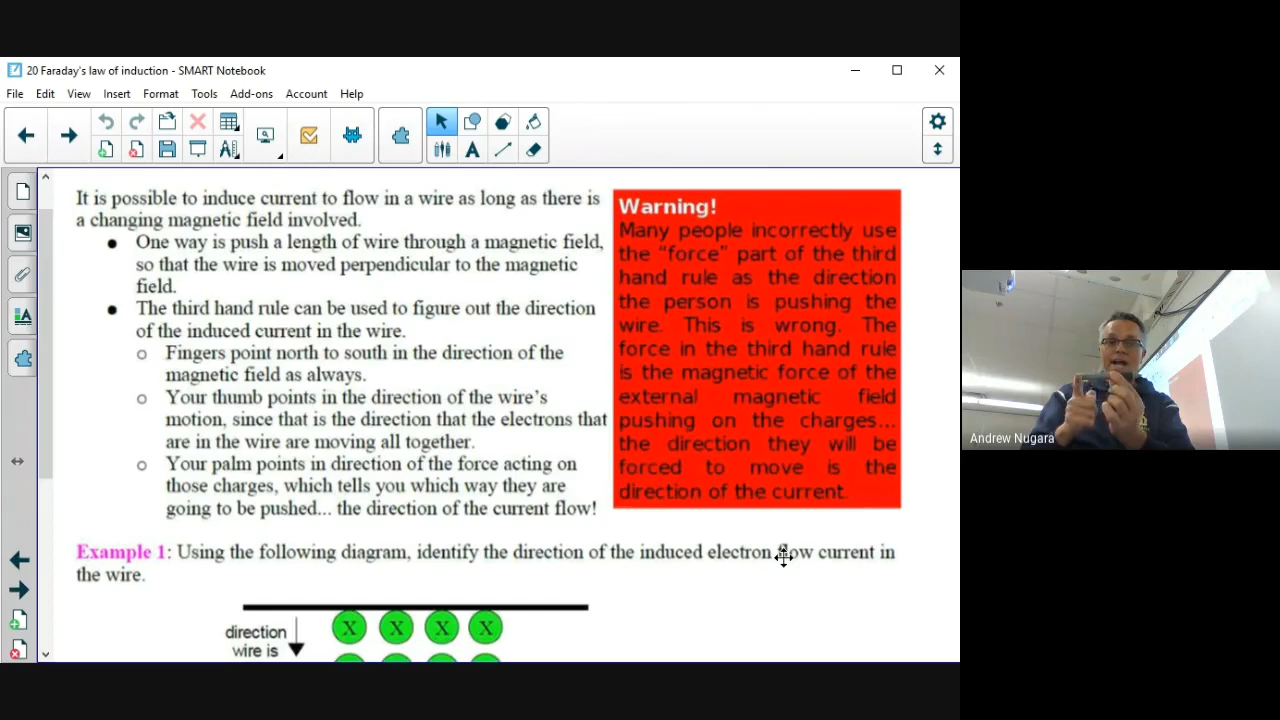 20 Faraday's law of induction - SMART Notebook
File Edit View Insert Format Tools Add-ons Account Help
It is possible to induce current to flow in a wire as long as there is
a changing magnetic field involved.
● One way is push a length of wire through a magnetic field,
so that the wire is moved perpendicular to the magnetic
field.
● The third hand rule can be used to figure out the direction
of the induced current in the wire.
o Fingers point north to south in the direction of the
magnetic field as always.
o Your thumb points in the direction of the wire's
motion, since that is the direction that the electrons that
are in the wire are moving all together.
o Your palm points in direction of the force acting on
those charges, which tells you which way they are
going to be pushed... the direction of the current flow!
Warning!
Many people incorrectly use
the "force" part of the third
hand rule as the direction
the person is pushing the
wire. This is wrong. The
force in the third hand rule
is the magnetic force of the
external magnetic field
pushing on the charges...
the direction they will be
forced to move is the
direction of the current.
Example 1: Using the following diagram, identify the direction of the induced electron flow current in
the wire.
direction
wire is
X X X X
Andrew Nugara